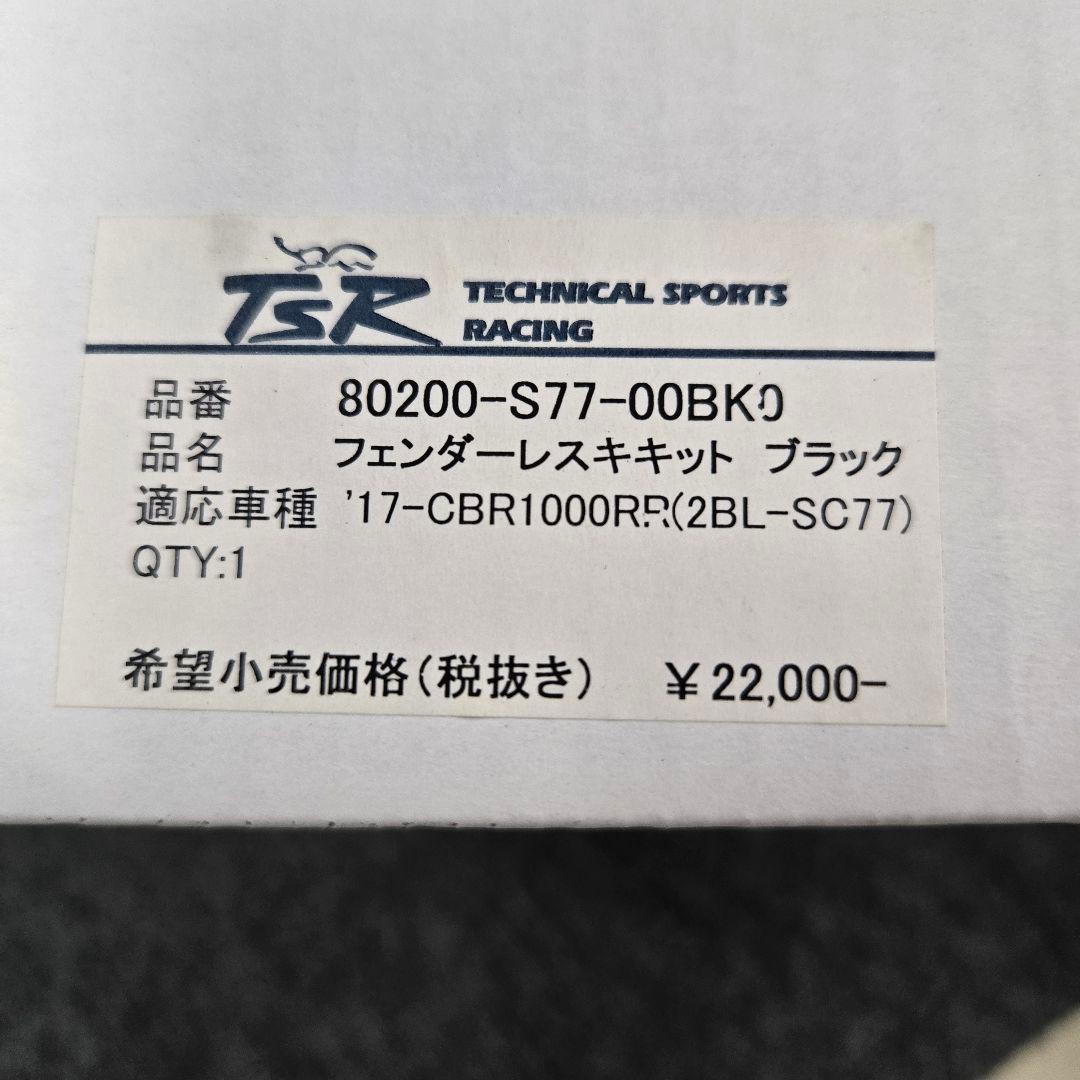 TSR TECHNICAL SPORTS
RACING
品番 80200-S77-00BK0
品名 フェンダーレスキキット ブラック
適応車種 '17-CBR1000RR(2BL-SC77)
QTY:1
希望小売価格(税抜き) ¥22,000-